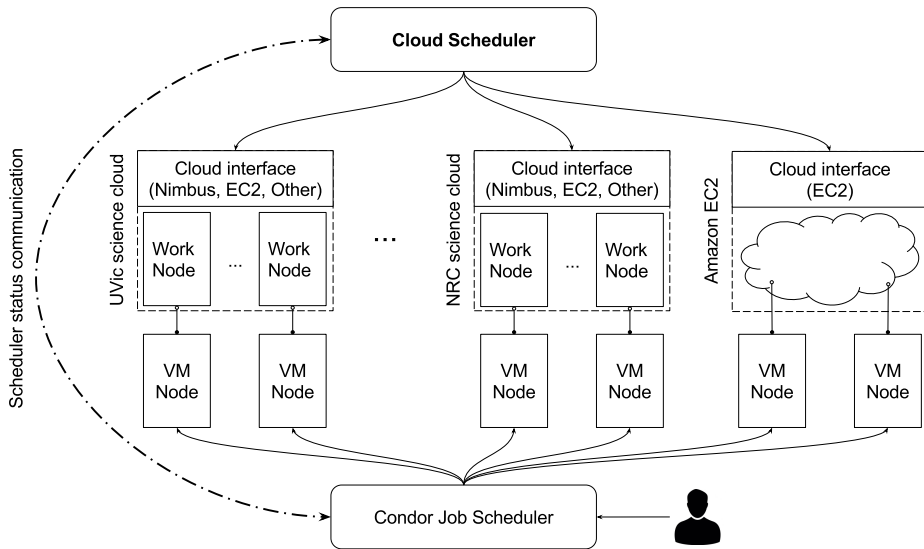 Cloud Scheduler
Scheduler status communication
UVic science cloud
Cloud interface
(Nimbus, EC2, Other)
Work
Node
...
Work
Node
...
NRC science cloud
Cloud interface
(Nimbus, EC2, Other)
Work
Node
...
Work
Node
Amazon EC2
Cloud interface
(EC2)
VM
Node
VM
Node
VM
Node
VM
Node
VM
Node
VM
Node
Condor Job Scheduler